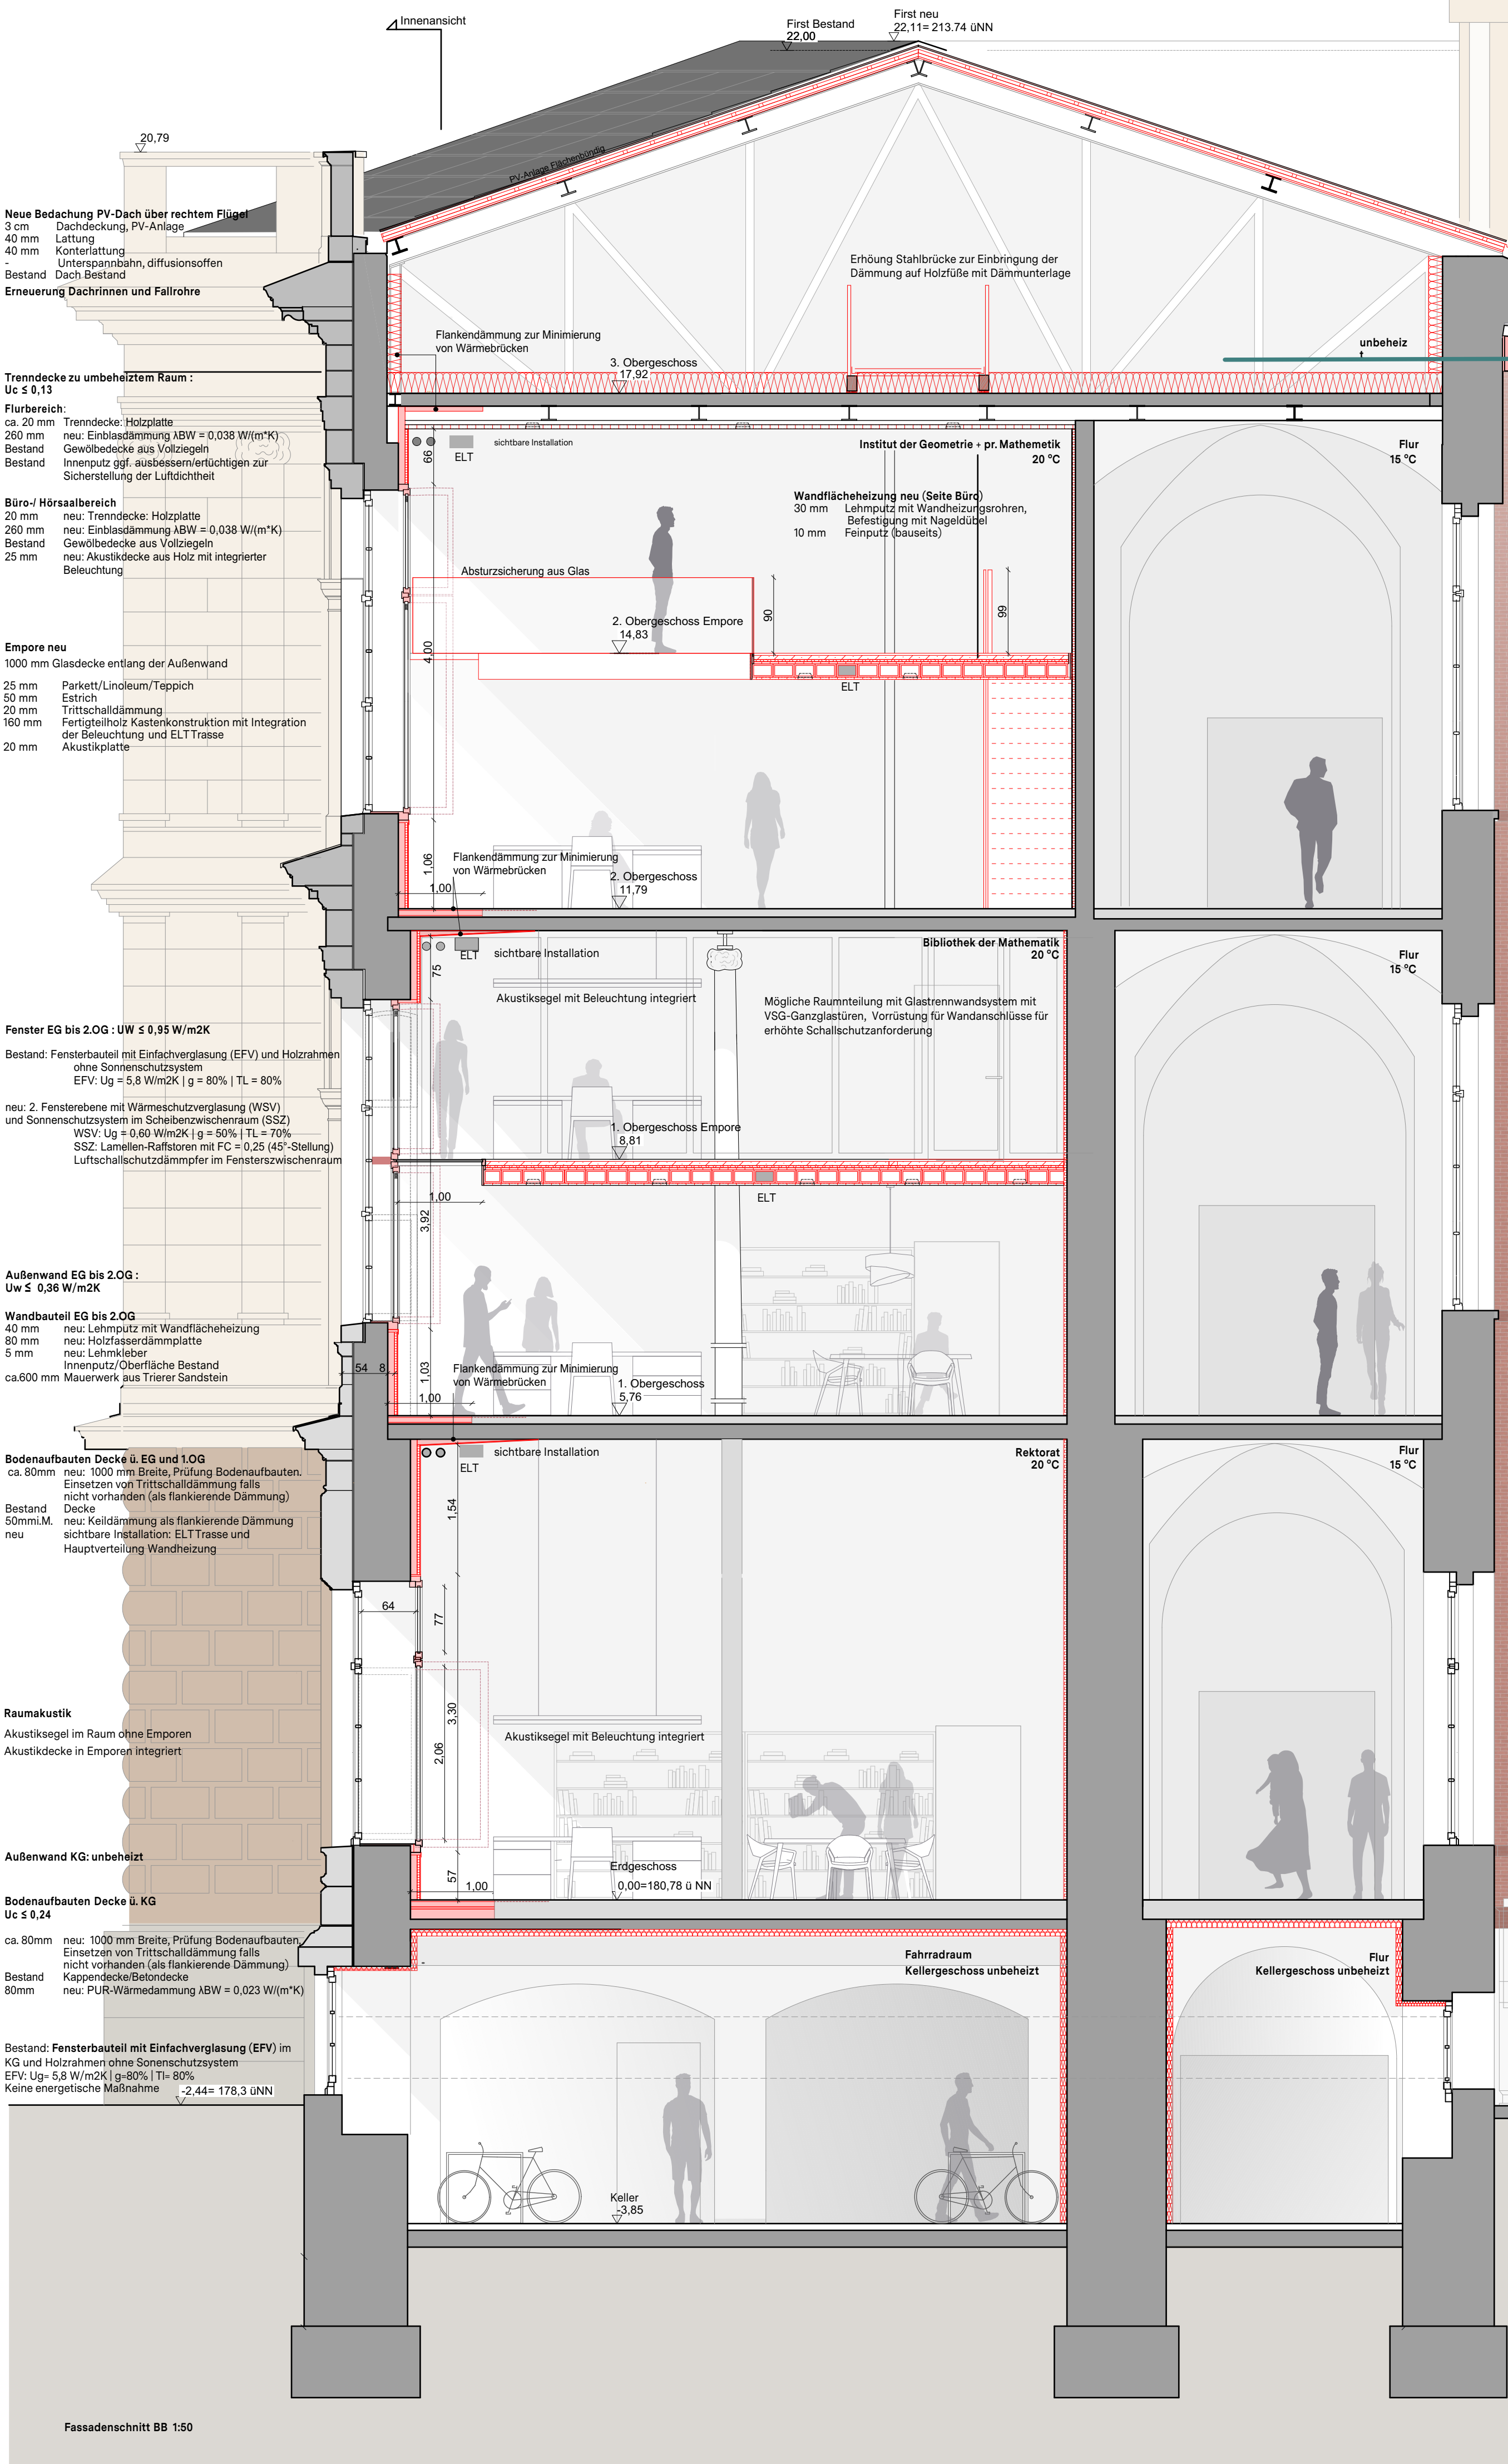 Innenansicht
First Bestand
22,00
First neu
22,11= 213.74 üNN
20,79
PV-Anlage Flächenbündig
Neue Bedachung PV-Dach über rechtem Flügel
3 cm Dachdeckung, PV-Anlage
40 mm Lattung
40 mm Konterlattung
- Unterspannbahn, diffusionsoffen
Bestand Dach Bestand
Erneuerung Dachrinnen und Fallrohre
Erhöung Stahlbrücke zur Einbringung der
Dämmung auf Holzfüße mit Dämmunterlage
Flankendämmung zur Minimierung
von Wärmebrücken
unbeheiz
t
3. Obergeschoss
17,92
Trenndecke zu umbeheiztem Raum :
Uc ≤ 0,13
Flurbereich:
ca. 20 mm Trenndecke: Holzplatte
260 mm neu: Einblasdämmung λBW = 0,038 W/(m*K)
Bestand Gewölbedecke aus Vollziegeln
Bestand Innenputz ggf. ausbessern/ertüchtigen zur
Sicherstellung der Luftdichtheit
Büro-/ Hörsaalbereich
20 mm neu: Trenndecke: Holzplatte
260 mm neu: Einblasdämmung λBW = 0,038 W/(m*K)
Bestand Gewölbedecke aus Vollziegeln
25 mm neu: Akustikdecke aus Holz mit integrierter
Beleuchtung
66
ELT
sichtbare Installation
Institut der Geometrie + pr. Mathemetik
20 °C
Flur
15 °C
Wandflächeheizung neu (Seite Büro)
30 mm Lehmputz mit Wandheizungsrohren,
Befestigung mit Nageldübel
10 mm Feinputz (bauseits)
Absturzsicherung aus Glas
90
99
2. Obergeschoss Empore
14,83
4,00
ELT
Empore neu
1000 mm Glasdecke entlang der Außenwand
25 mm Parkett/Linoleum/Teppich
50 mm Estrich
20 mm Trittschalldämmung
160 mm Fertigteilholz Kastenkonstruktion mit Integration
der Beleuchtung und ELT Trasse
20 mm Akustikplatte
1,06
Flankendämmung zur Minimierung
von Wärmebrücken
1,00
2. Obergeschoss
11,79
75
ELT
sichtbare Installation
Bibliothek der Mathematik
20 °C
Flur
15 °C
Akustiksegel mit Beleuchtung integriert
Mögliche Raumnteilung mit Glastrennwandsystem mit
VSG-Ganzglastüren, Vorrüstung für Wandanschlüsse für
erhöhte Schallschutzanforderung
Fenster EG bis 2.OG : UW ≤ 0,95 W/m2K
Bestand: Fensterbauteil mit Einfachverglasung (EFV) und Holzrahmen
ohne Sonnenschutzsystem
EFV: Ug = 5,8 W/m2K | g = 80% | TL = 80%
neu: 2. Fensterebene mit Wärmeschutzverglasung (WSV)
und Sonnenschutzsystem im Scheibenzwischenraum (SSZ)
WSV: Ug = 0,60 W/m2K | g = 50% | TL = 70%
SSZ: Lamellen-Raffstoren mit FC = 0,25 (45°-Stellung)
Luftschallschutzdämmpfer im Fensterszwischenraum
1. Obergeschoss Empore
8,81
1,00
3,92
ELT
Außenwand EG bis 2.OG :
Uw ≤ 0,36 W/m2K
Wandbauteil EG bis 2.OG
40 mm neu: Lehmputz mit Wandflächeheizung
80 mm neu: Holzfasserdämmplatte
5 mm neu: Lehmkleber
Innenputz/Oberfläche Bestand
ca.600 mm Mauerwerk aus Trierer Sandstein
54 8
1,03
Flankendämmung zur Minimierung
von Wärmebrücken
1,00
1. Obergeschoss
5,76
ELT
sichtbare Installation
Rektorat
20 °C
Flur
15 °C
Bodenaufbauten Decke ü. EG und 1.OG
ca. 80mm neu: 1000 mm Breite, Prüfung Bodenaufbauten.
Einsetzen von Trittschalldämmung falls
nicht vorhanden (als flankierende Dämmung)
Bestand Decke
50mmi.M. neu: Keildämmung als flankierende Dämmung
neu sichtbare Installation: ELT Trasse und
Hauptverteilung Wandheizung
1,54
64
77
3,30
2,06
Raumakustik
Akustiksegel im Raum ohne Emporen
Akustikdecke in Emporen integriert
Akustiksegel mit Beleuchtung integriert
Außenwand KG: unbeheizt
57
1,00
Erdgeschoss
0,00=180,78 ü NN
Bodenaufbauten Decke ü. KG
Uc ≤ 0,24
ca. 80mm neu: 1000 mm Breite, Prüfung Bodenaufbauten.
Einsetzen von Trittschalldämmung falls
nicht vorhanden (als flankierende Dämmung)
Bestand Kappendecke/Betondecke
80mm neu: PUR-Wärmedammung λBW = 0,023 W/(m*K)
Fahrradraum
Kellergeschoss unbeheizt
Flur
Kellergeschoss unbeheizt
Bestand: Fensterbauteil mit Einfachverglasung (EFV) im
KG und Holzrahmen ohne Sonenschutzsystem
EFV: Ug= 5,8 W/m2K | g=80% | Tl= 80%
Keine energetische Maßnahme
-2,44= 178,3 üNN
Keller
-3,85
Fassadenschnitt BB 1:50